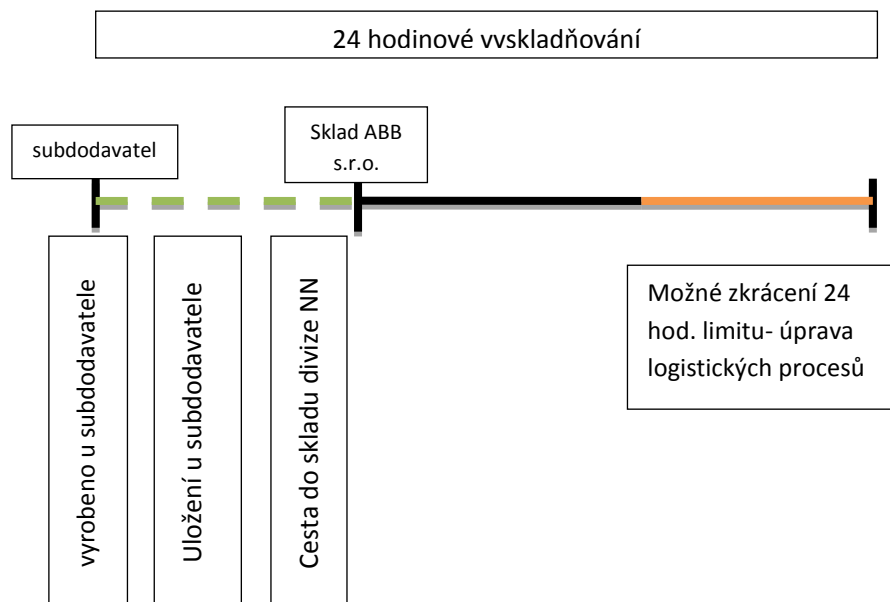 24 hodinové vvskladňování
subdodavatel
Sklad ABB
s.r.o.
vyrobeno u subdodavatele
Uložení u subdodavatele
Cesta do skladu divize NN
Možné zkrácení 24
hod. limitu- úprava
logistických procesů